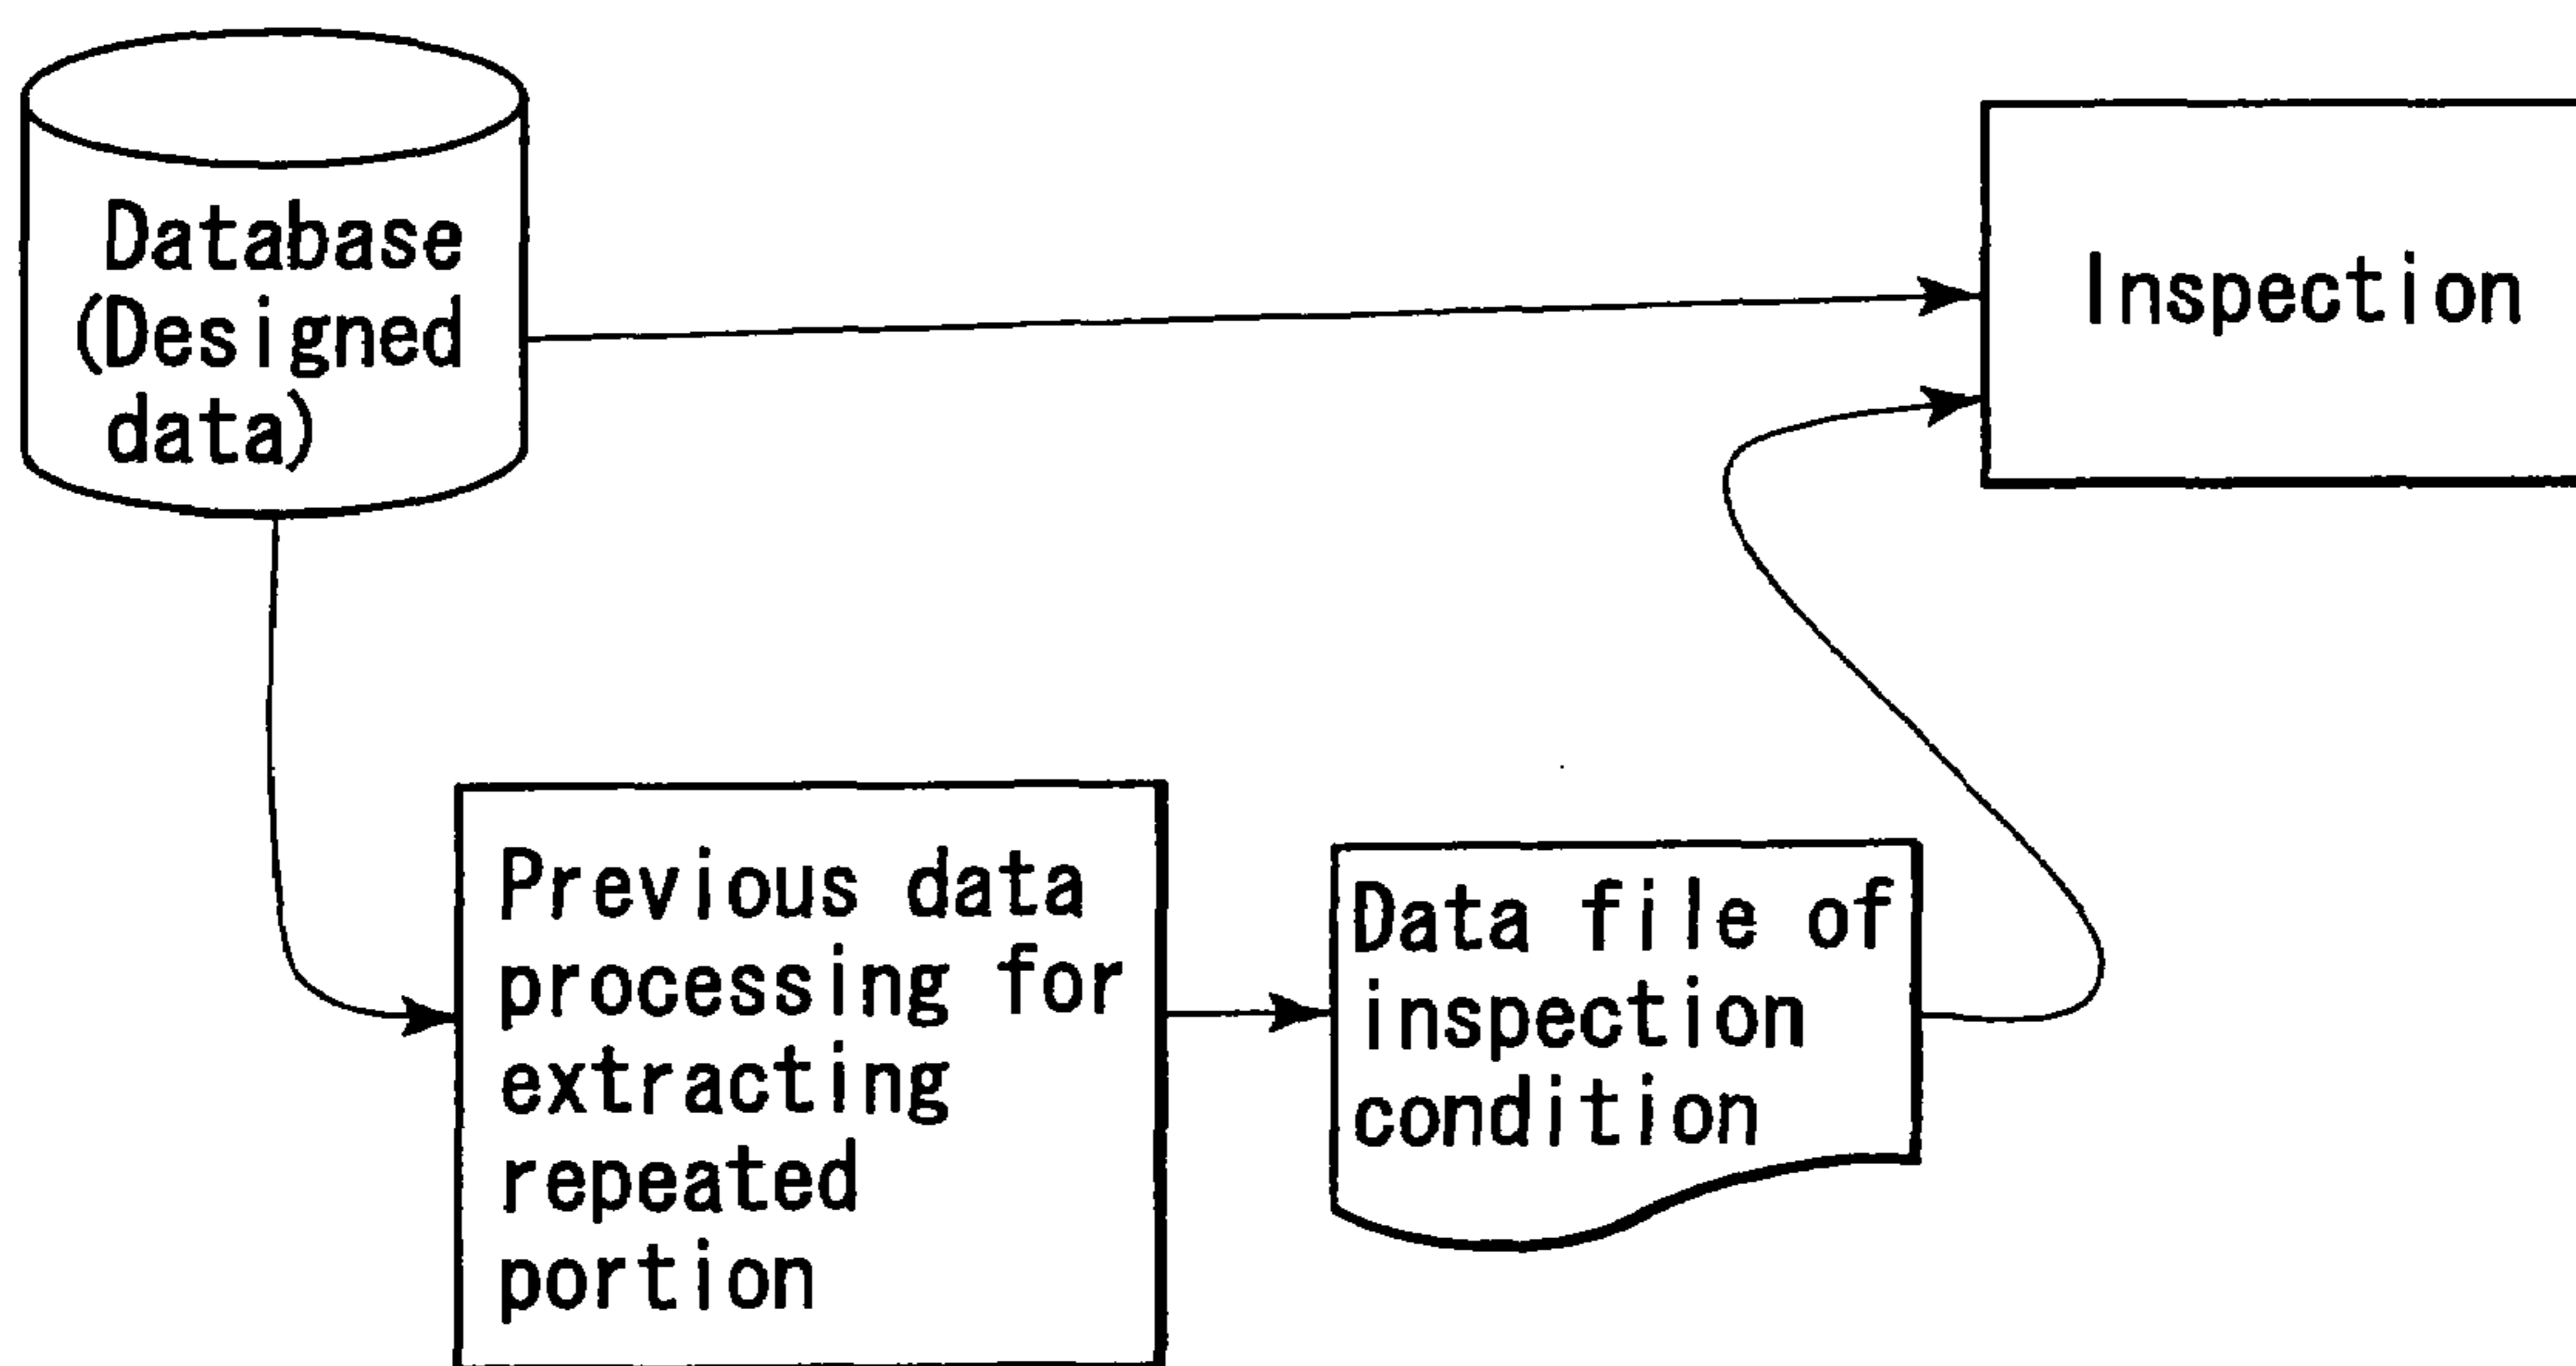 Database
(Designed
data)
Inspection
Previous data
processing for
extracting
repeated
portion
Data file of
inspection
condition